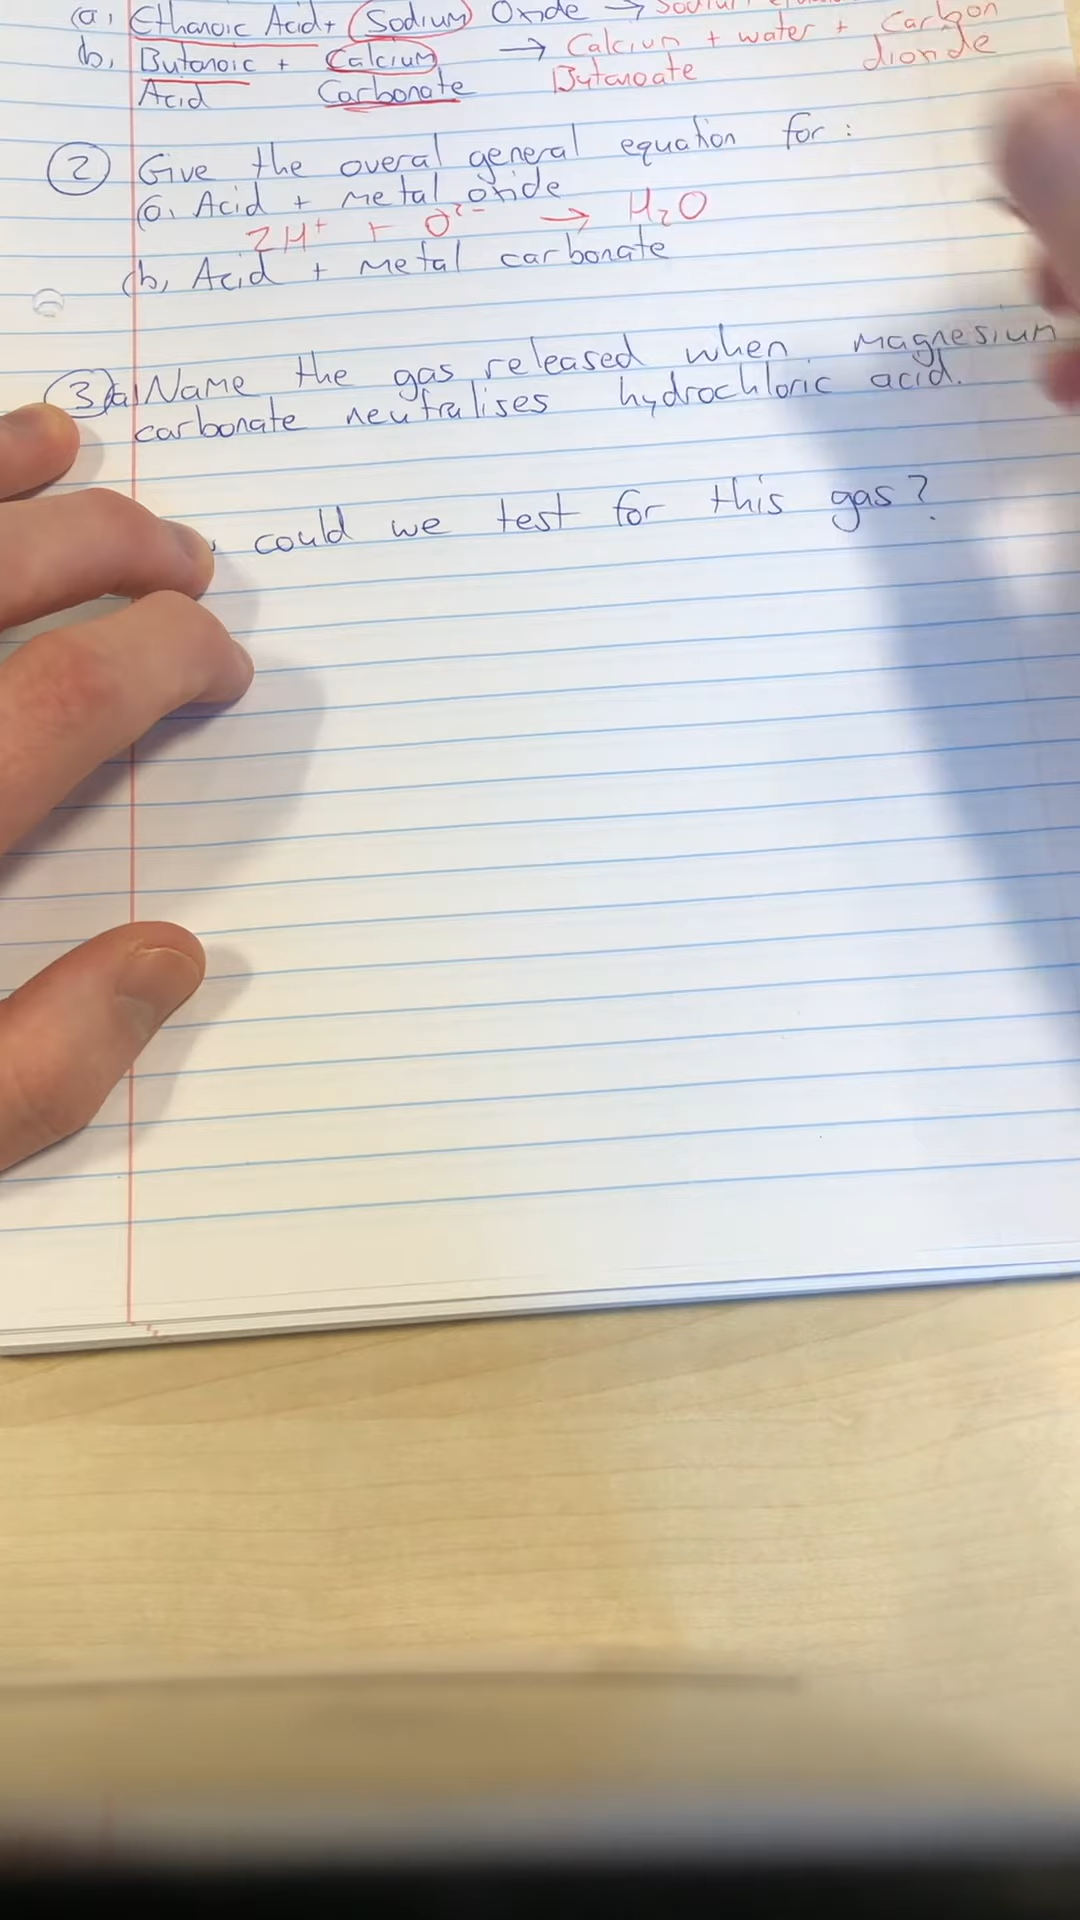 (a, Ethanoic Acid + Sodium Oxide →
b, Butanoic + Calcium → Calcium + water + Carbon
Acid Carbonate Butanoate dioxide
2 Give the overal general equation for :
(a, Acid + metal oxide
2H+ + O2- → H2O
(b, Acid + metal carbonate
3 (a) Name the gas released when magnesium
carbonate neutralises hydrochloric acid.
could we test for this gas?